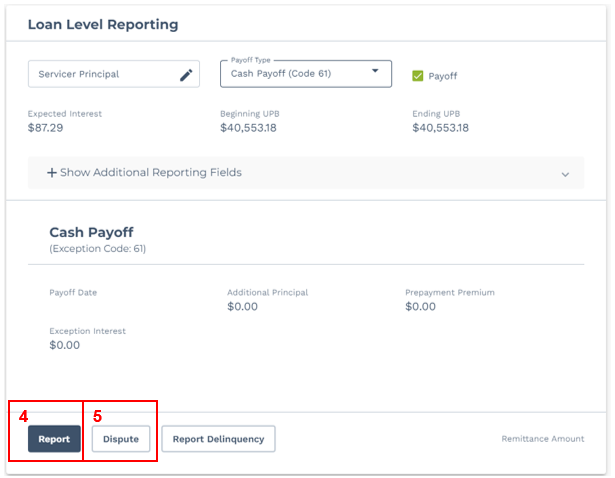 Loan Level Reporting
Payoff Type
Servicer Principal
Cash Payoff (Code 61)
Payoff
Expected Interest
Beginning UPB
Ending UPB
$87.29
$40,553.18
$40,553.18
+ Show Additional Reporting Fields
Cash Payoff
(Exception Code: 61)
Payoff Date
Additional Principal
Prepayment Premium
$0.00
$0.00
Exception Interest
$0.00
4
5
Report
Dispute
Report Delinquency
Remittance Amount